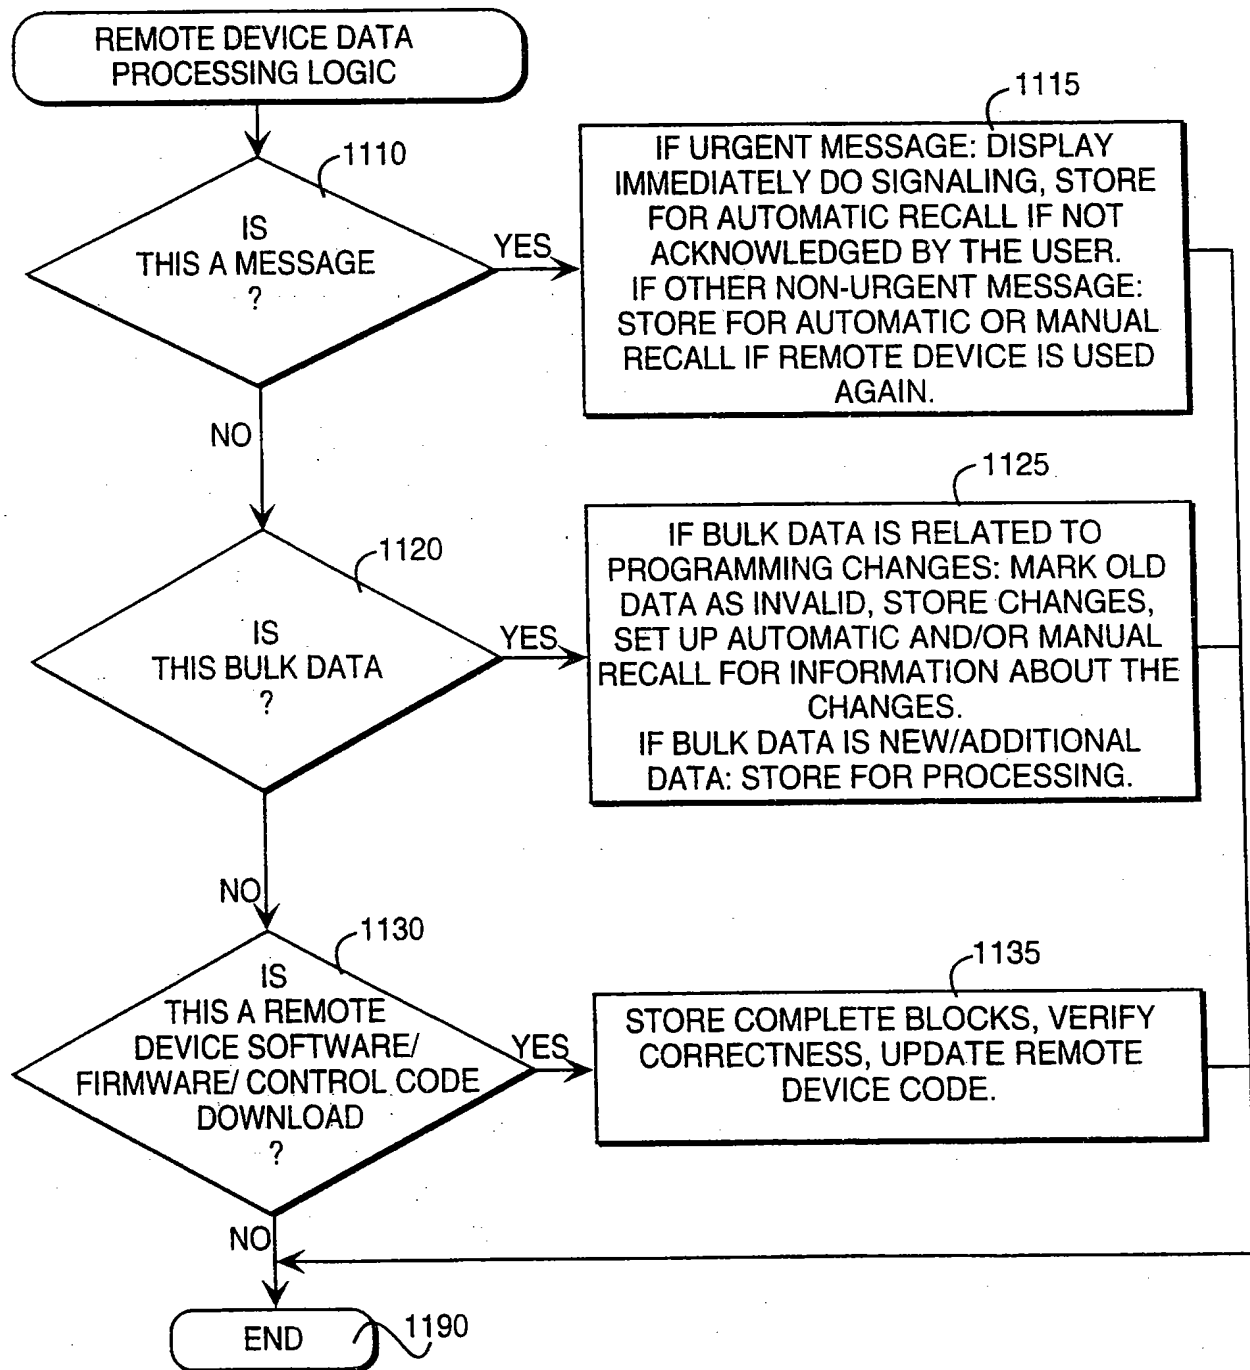 REMOTE DEVICE DATA
PROCESSING LOGIC
1110
IS
THIS A MESSAGE
?
YES
NO
1115
IF URGENT MESSAGE: DISPLAY
IMMEDIATELY DO SIGNALING, STORE
FOR AUTOMATIC RECALL IF NOT
ACKNOWLEDGED BY THE USER.
IF OTHER NON-URGENT MESSAGE:
STORE FOR AUTOMATIC OR MANUAL
RECALL IF REMOTE DEVICE IS USED
AGAIN.
1120
IS
THIS BULK DATA
?
YES
NO
1125
IF BULK DATA IS RELATED TO
PROGRAMMING CHANGES: MARK OLD
DATA AS INVALID, STORE CHANGES,
SET UP AUTOMATIC AND/OR MANUAL
RECALL FOR INFORMATION ABOUT THE
CHANGES.
IF BULK DATA IS NEW/ADDITIONAL
DATA: STORE FOR PROCESSING.
1130
IS
THIS A REMOTE
DEVICE SOFTWARE/
FIRMWARE/ CONTROL CODE
DOWNLOAD
?
YES
NO
1135
STORE COMPLETE BLOCKS, VERIFY
CORRECTNESS, UPDATE REMOTE
DEVICE CODE.
END
1190